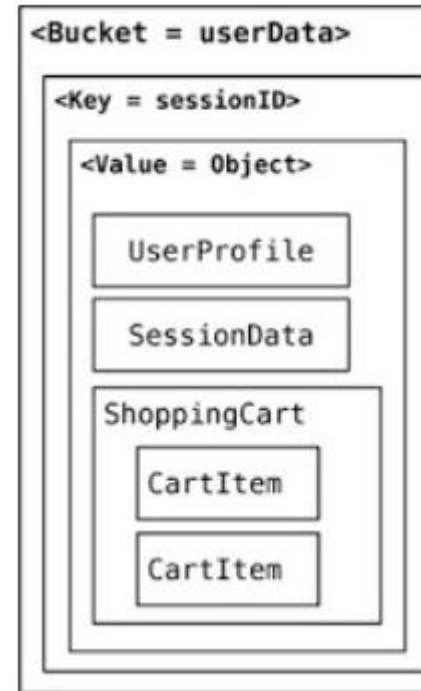 <Bucket = userData>
<Key = sessionID>
<Value = Object>
UserProfile
SessionData
ShoppingCart
CartItem
CartItem